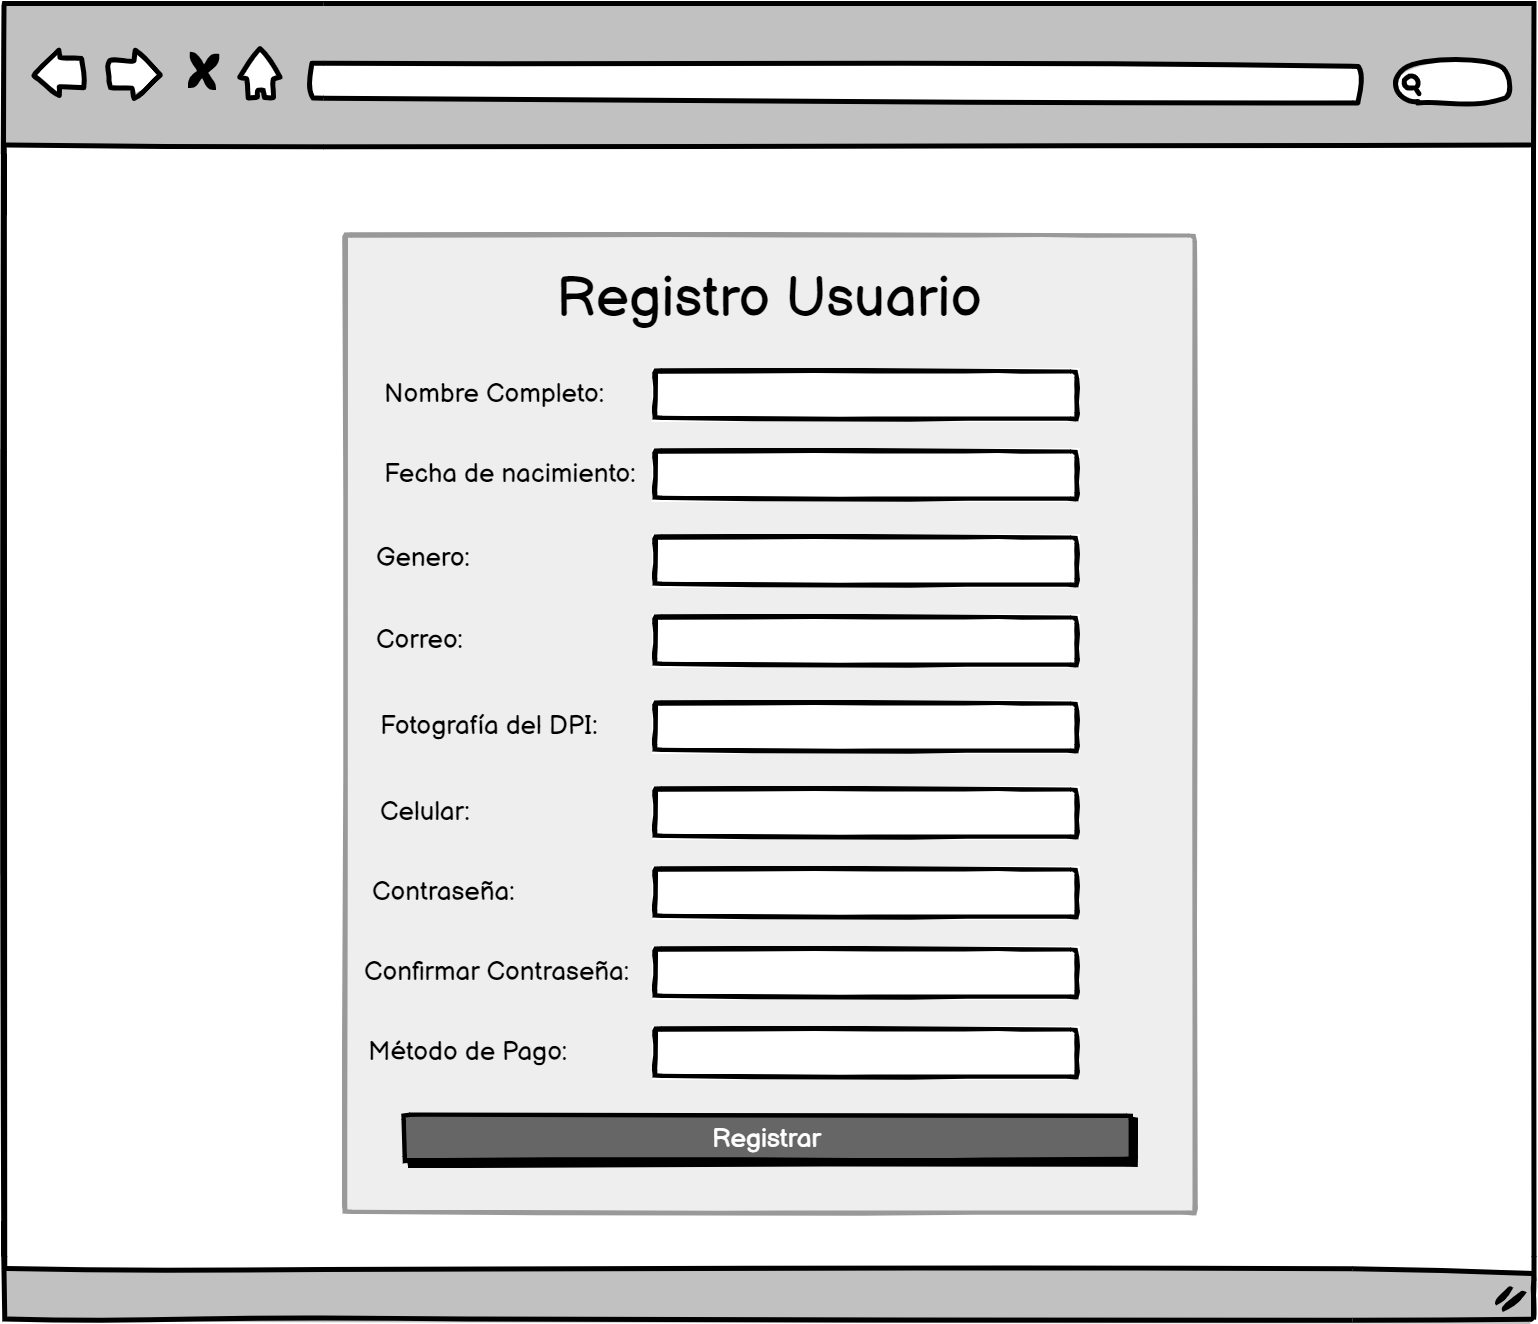 Registro Usuario
Nombre Completo:
Fecha de nacimiento:
Genero:
Correo:
Fotografía del DPI:
Celular:
Contraseña:
Confirmar Contraseña:
Método de Pago:
Registrar